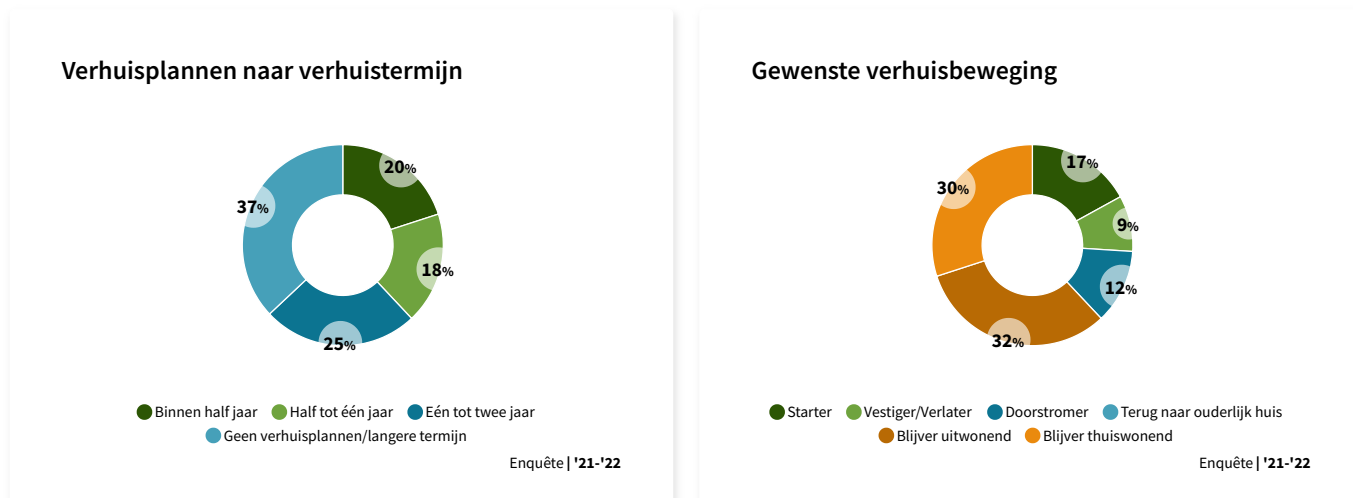 Verhuisplannen naar verhuistermijn
20%
37%
18%
25%
Binnen half jaar Half tot één jaar Eén tot twee jaar
Geen verhuisplannen/langere termijn
Enquête | '21-'22
Gewenste verhuisbeweging
17%
30%
9%
12%
32%
Starter Vestiger/Verlater Doorstromer Terug naar ouderlijk huis
Blijver uitwonend Blijver thuiswonend
Enquête | '21-'22